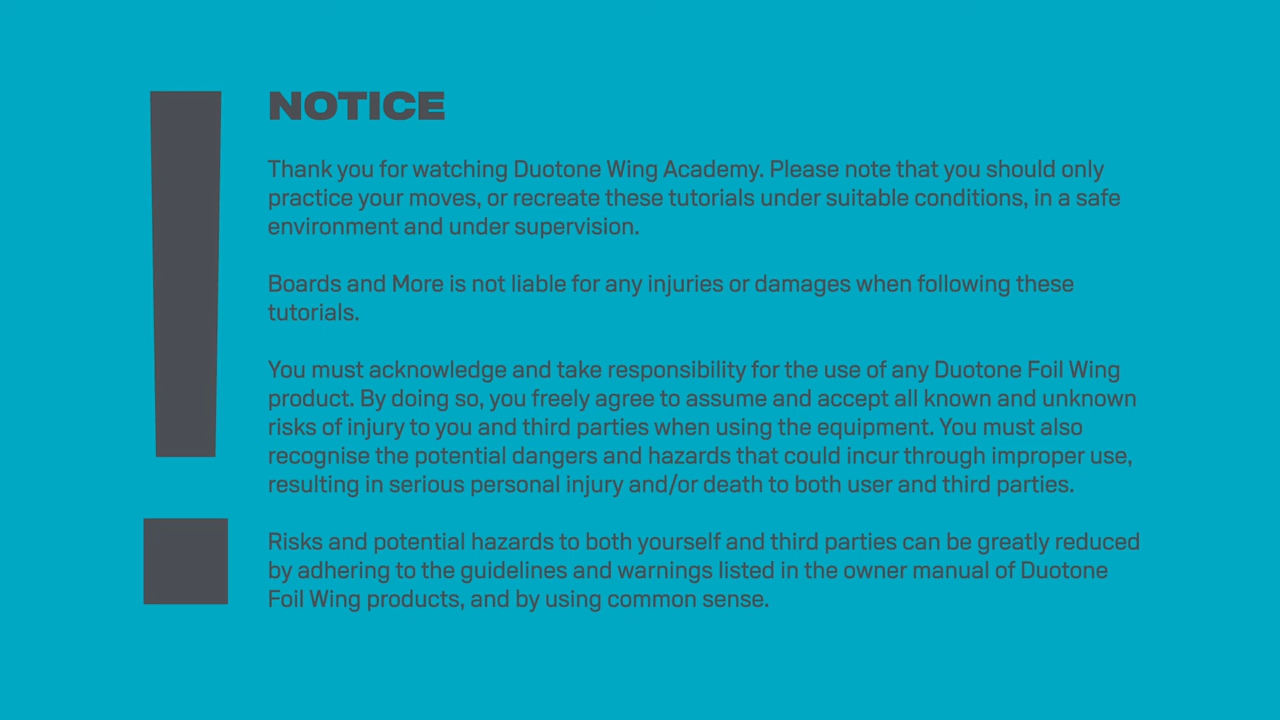 NOTICE
Thank you for watching Duotone Wing Academy. Please note that you should only
practice your moves, or recreate these tutorials under suitable conditions, in a safe
environment and under supervision.
Boards and More is not liable for any injuries or damages when following these
tutorials.
You must acknowledge and take responsibility for the use of any Duotone Foil Wing
product. By doing so, you freely agree to assume and accept all known and unknown
risks of injury to you and third parties when using the equipment. You must also
recognise the potential dangers and hazards that could incur through improper use,
resulting in serious personal injury and/or death to both user and third parties.
Risks and potential hazards to both yourself and third parties can be greatly reduced
by adhering to the guidelines and warnings listed in the owner manual of Duotone
Foil Wing products, and by using common sense.